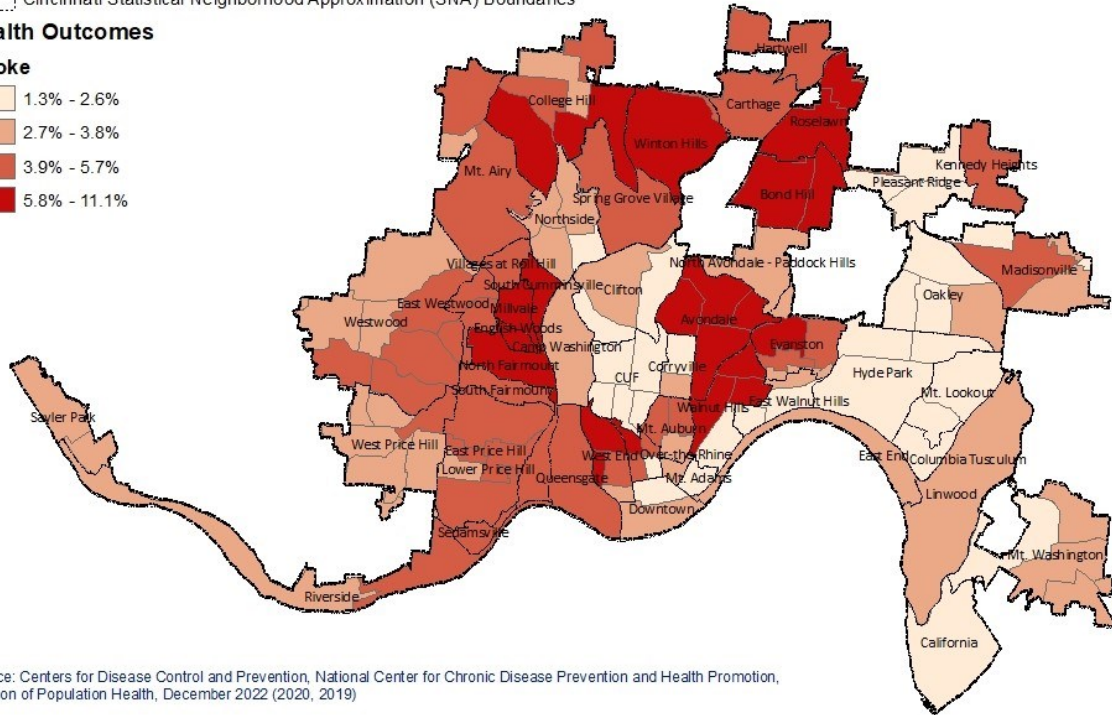 Cincinnati Statistical Neighborhood Approximation (SNA) Boundaries
alth Outcomes
oke
1.3% - 2.6%
2.7% - 3.8%
3.9% - 5.7%
5.8% - 11.1%
Hartwell
College Hill
Carthage
Roselawn
Winton Hills
Mt. Airy
Kennedy Heights
Pleasant Ridge
Spring Grove Village
Bond Hill
Northside
Villages at Roll Hill
North Avondale - Paddock Hills
Madisonville
South Cumminsville
Clifton
Oakley
East Westwood
Millvale
Westwood
Avondale
English Woods
Camp Washington
Evanston
North Fairmount
Corryville
Hyde Park
CUF
South Fairmount
Mt. Lookout
East Walnut Hills
Walnut Hills
Sayler Park
Mt. Auburn
West Price Hill
East Price Hill
West End
Over-the-Rhine
East End
Columbia Tusculum
Lower Price Hill
Queensgate
Mt. Adams
Linwood
Downtown
Sedamsville
Mt. Washington
Riverside
California
ce: Centers for Disease Control and Prevention, National Center for Chronic Disease Prevention and Health Promotion,
on of Population Health, December 2022 (2020, 2019)